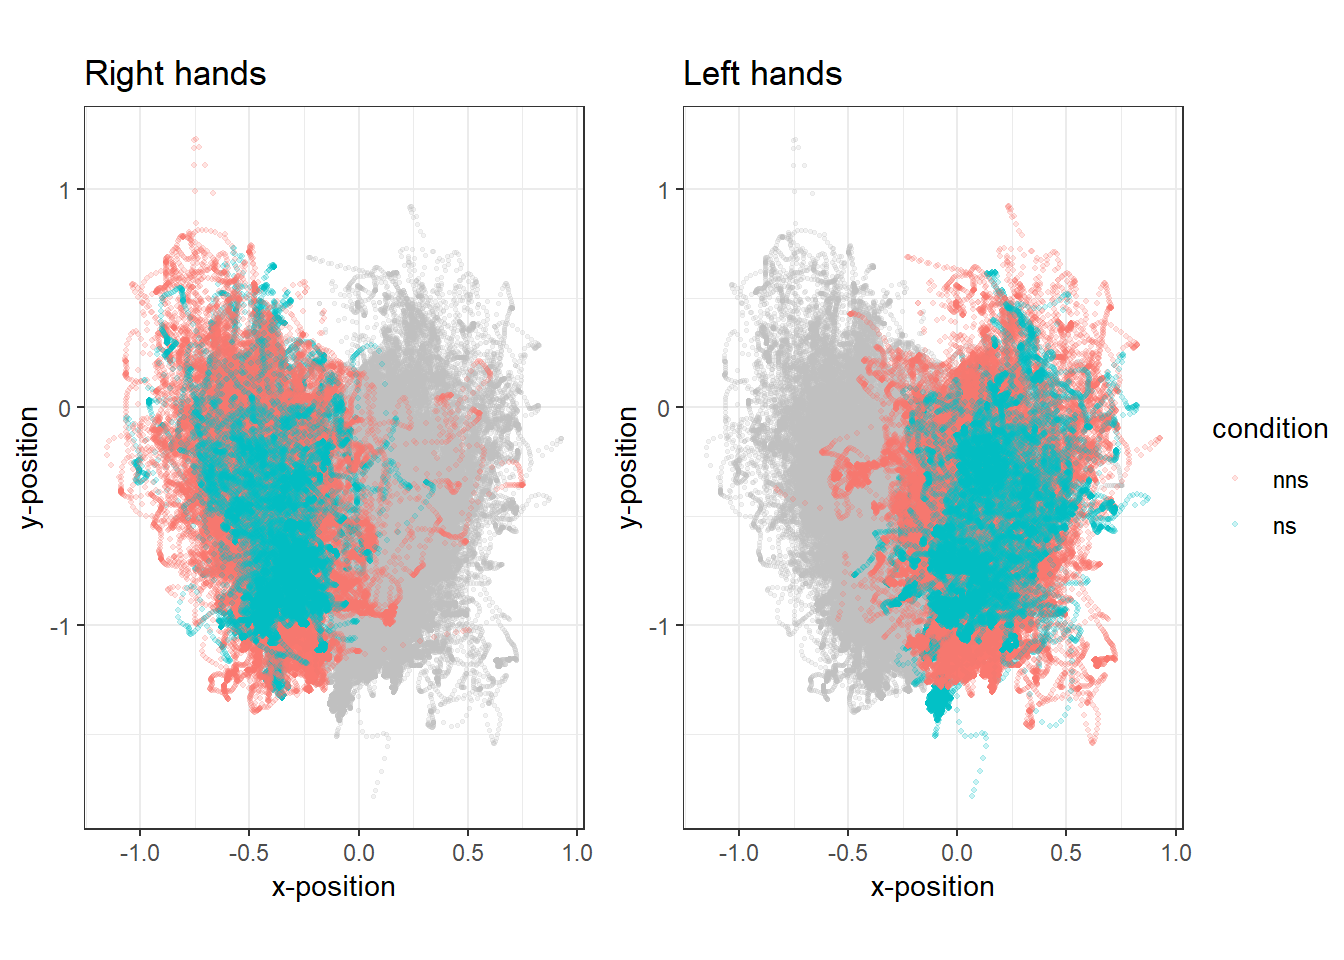 Right hands
Left hands
y-position
1
0
-1
-1.0 -0.5 0.0 0.5 1.0
x-position
y-position
1
0
-1
-1.0 -0.5 0.0 0.5 1.0
x-position
condition
nns
ns